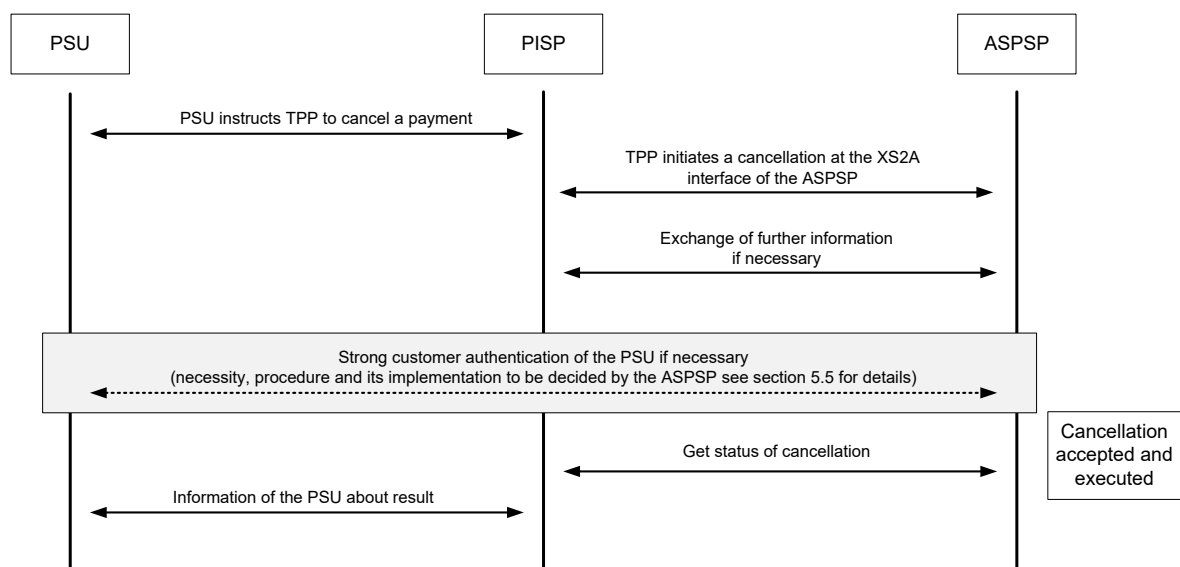 PSU
PISP
ASPSP
PSU instructs TPP to cancel a payment
TPP initiates a cancellation at the XS2A
interface of the ASPSP
Exchange of further information
if necessary
Strong customer authentication of the PSU if necessary
(necessity, procedure and its implementation to be decided by the ASPSP see section 5.5 for details)
Get status of cancellation
Cancellation
accepted and
executed
Information of the PSU about result